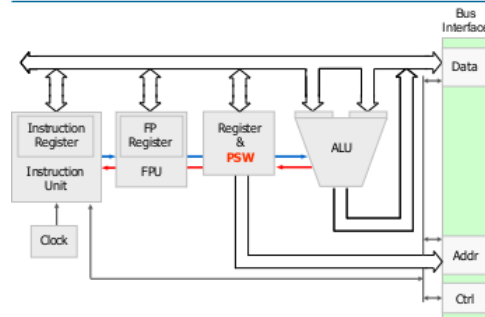 Bus
Interface
Data
Instruction
Register
Instruction
Unit
FP
Register
FPU
Register
&
PSW
ALU
Clock
Addr
Ctrl